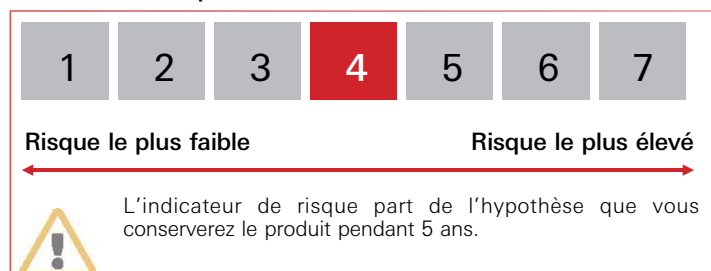 1 2 3 4 5 6 7
Risque le plus faible Risque le plus élevé
L'indicateur de risque part de l'hypothèse que vous
conserverez le produit pendant 5 ans.